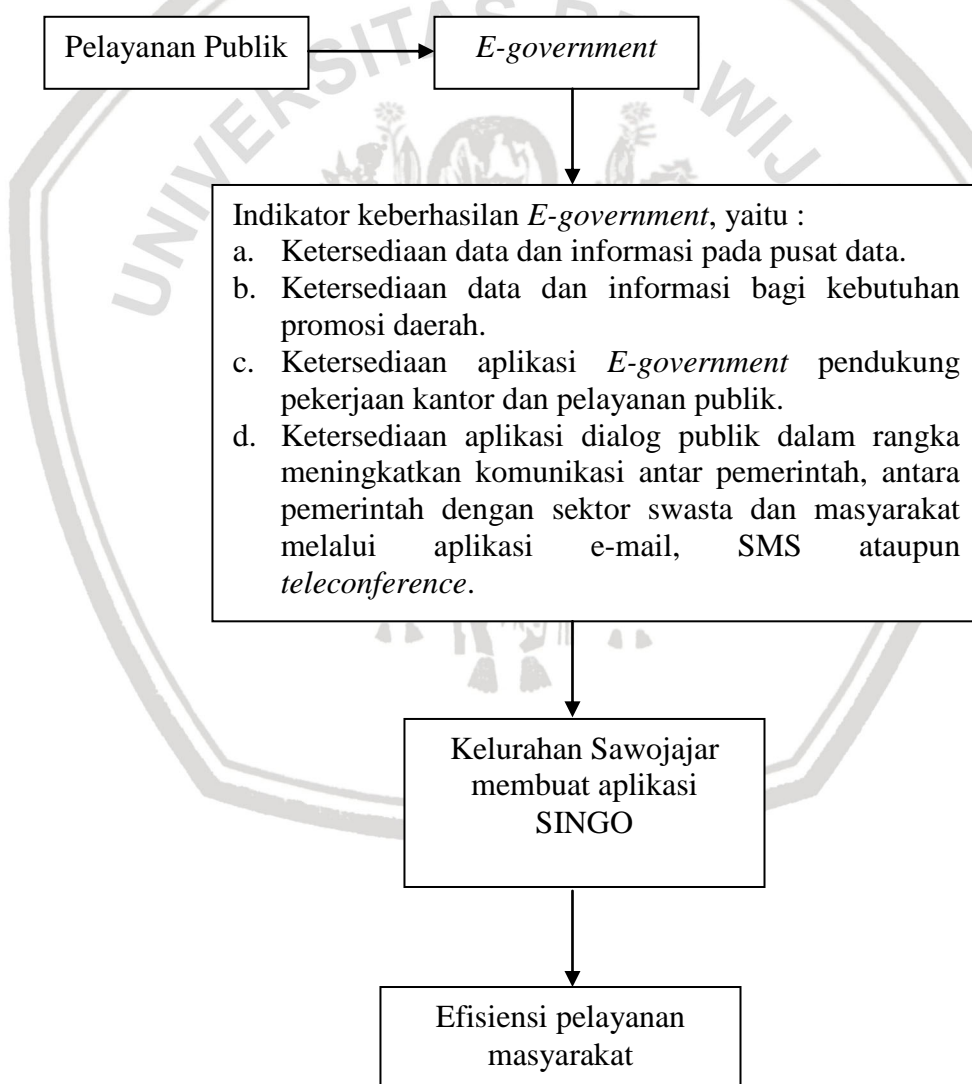 UNIVERSITAS BRAWIJ
Pelayanan Publik
E-government
Indikator keberhasilan E-government, yaitu :
a. Ketersediaan data dan informasi pada pusat data.
b. Ketersediaan data dan informasi bagi kebutuhan
promosi daerah.
c. Ketersediaan aplikasi E-government pendukung
pekerjaan kantor dan pelayanan publik.
d. Ketersediaan aplikasi dialog publik dalam rangka
meningkatkan komunikasi antar pemerintah, antara
pemerintah dengan sektor swasta dan masyarakat
melalui aplikasi e-mail, SMS ataupun
teleconference.
Kelurahan Sawojajar
membuat aplikasi
SINGO
Efisiensi pelayanan
masyarakat